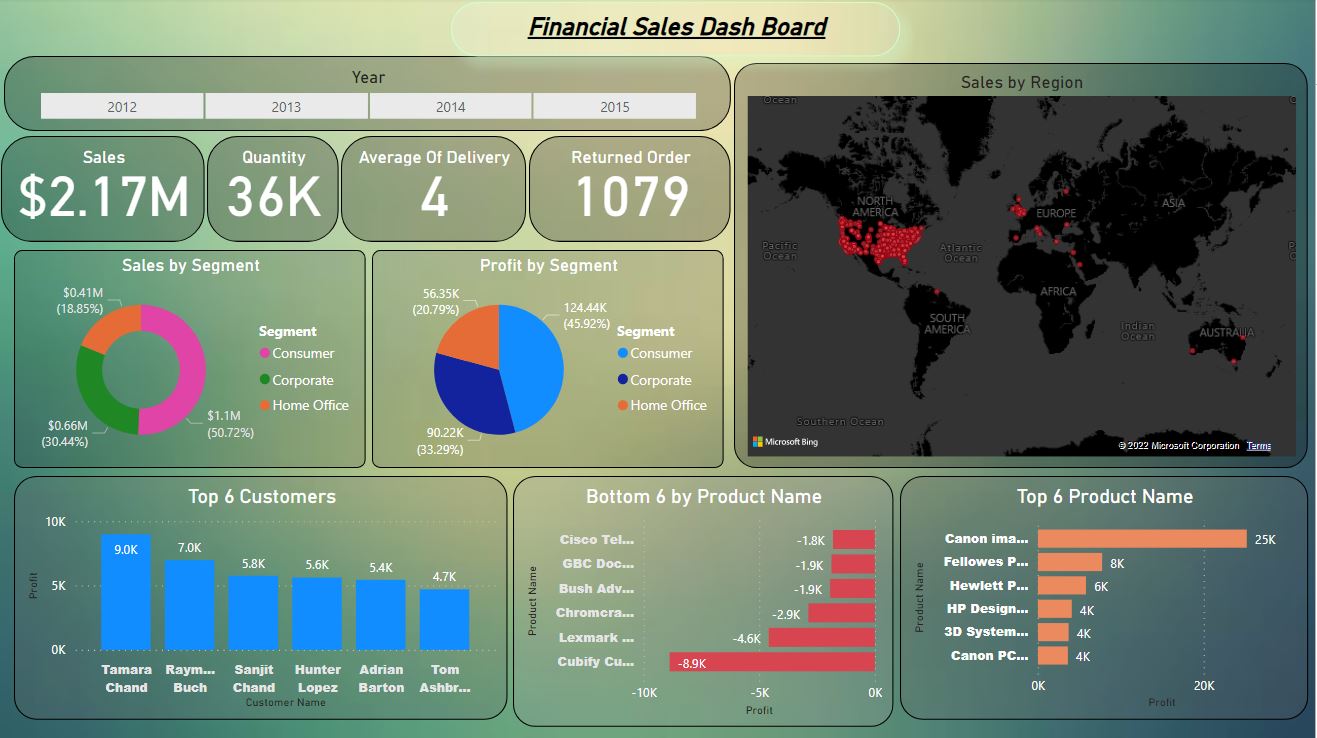 Financial Sales Dash Board
Year
2012
2013
2014
2015
Sales
$2.17M
Quantity
36K
Average Of Delivery
4
Returned Order
1079
Sales by Region
Ocean
NORTH
AMERICA
EUROPE
ASIA
Pacific
Ocean
Atlantic
Ocean
AFRICA
SOUTH
AMERICA
Indian
Ocean
AUSTRALIA
Southern Ocean
Microsoft Bing
© 2022 Microsoft Corporation Terms
Sales by Segment
$0.41M
(18.85%)
$0.66M
(30.44%)
$1.1M
(50.72%)
Segment
Consumer
Corporate
Home Office
Profit by Segment
56.35K
(20.79%)
124.44K
(45.92%)
90.22K
(33.29%)
Segment
Consumer
Corporate
Home Office
Top 6 Customers
Profit
10K
5K
0K
9.0K
7.0K
5.8K
5.6K
5.4K
4.7K
Tamara
Chand
Raym...
Buch
Sanjit
Chand
Hunter
Lopez
Adrian
Barton
Tom
Ashbr...
Customer Name
Bottom 6 by Product Name
Product Name
Cisco Tel... -1.8K
GBC Doc... -1.9K
Bush Adv... -1.9K
Chromcra... -2.9K
Lexmark ... -4.6K
Cubify Cu... -8.9K
-10K -5K 0K
Profit
Top 6 Product Name
Product Name
Canon ima... 25K
Fellowes P... 8K
Hewlett P... 6K
HP Design... 4K
3D System... 4K
Canon PC... 4K
0K 20K
Profit